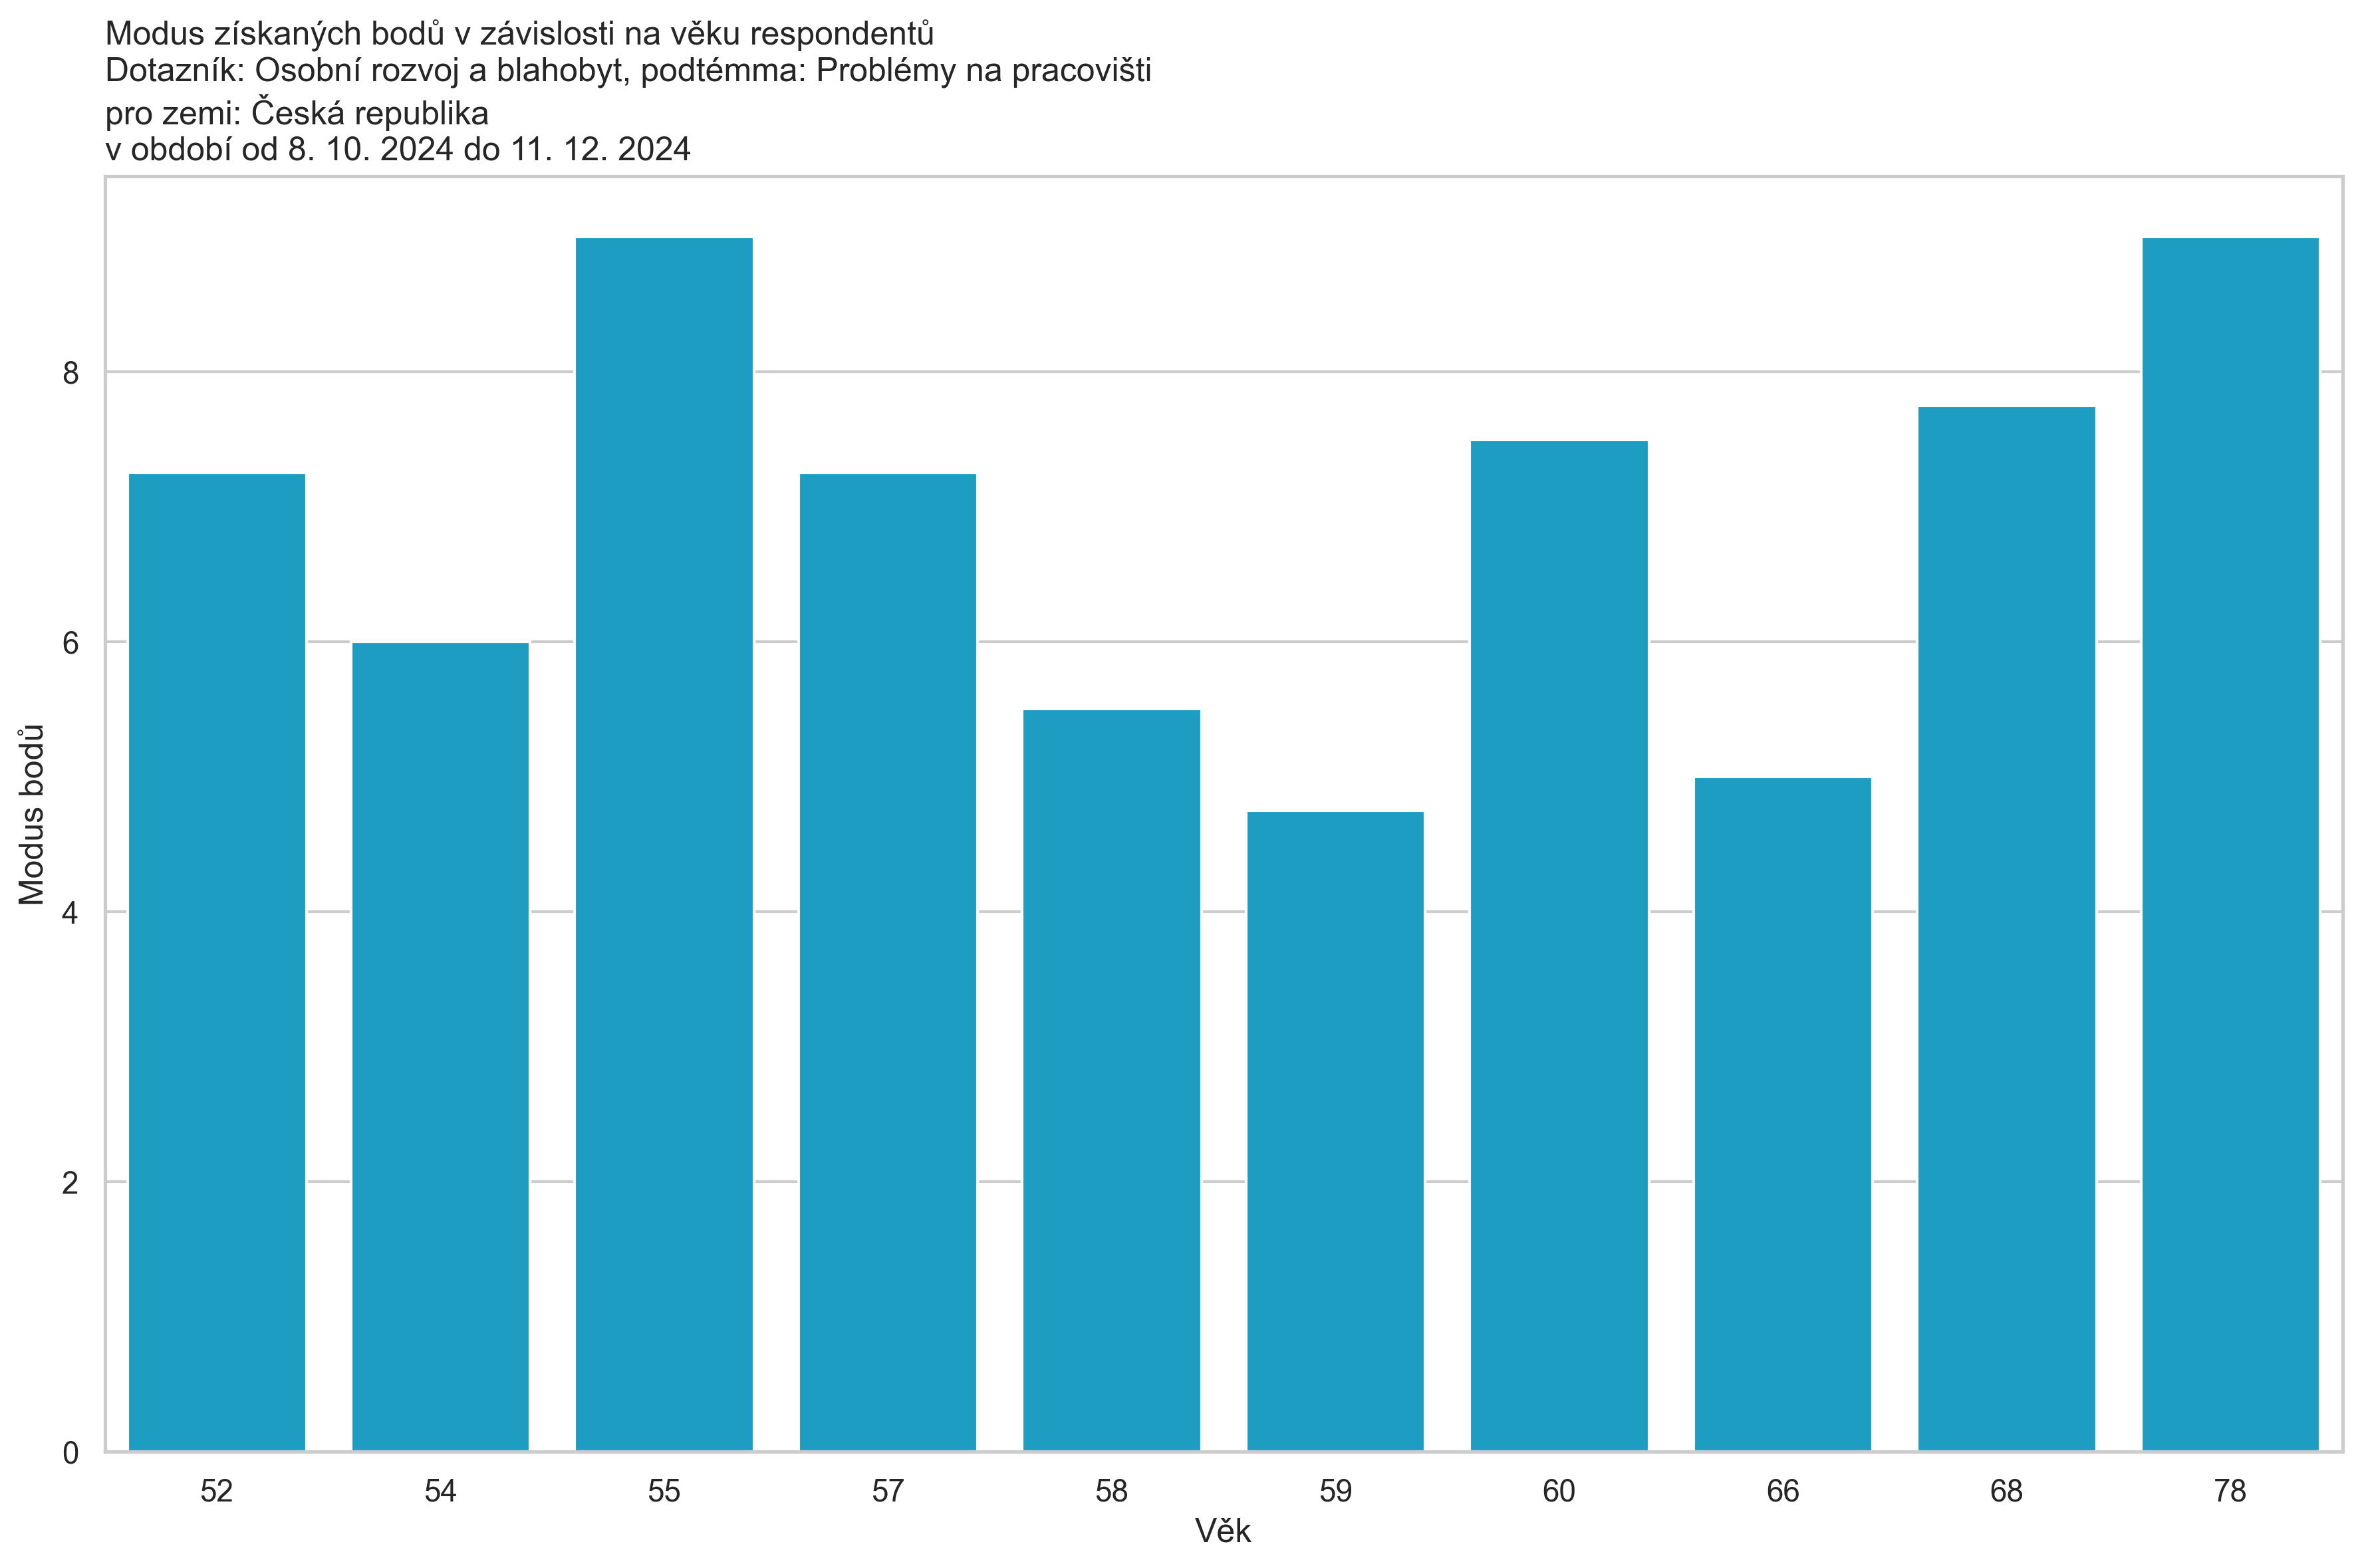 Modus získaných bodů v závislosti na věku respondentů
Dotazník: Osobní rozvoj a blahobyt, podtémma: Problémy na pracovišti
pro zemi: Česká republika
v období od 8. 10. 2024 do 11. 12. 2024
Modus bodů
8
6
4
2
0
52 54 55 57 58 59 60 66 68 78
Věk